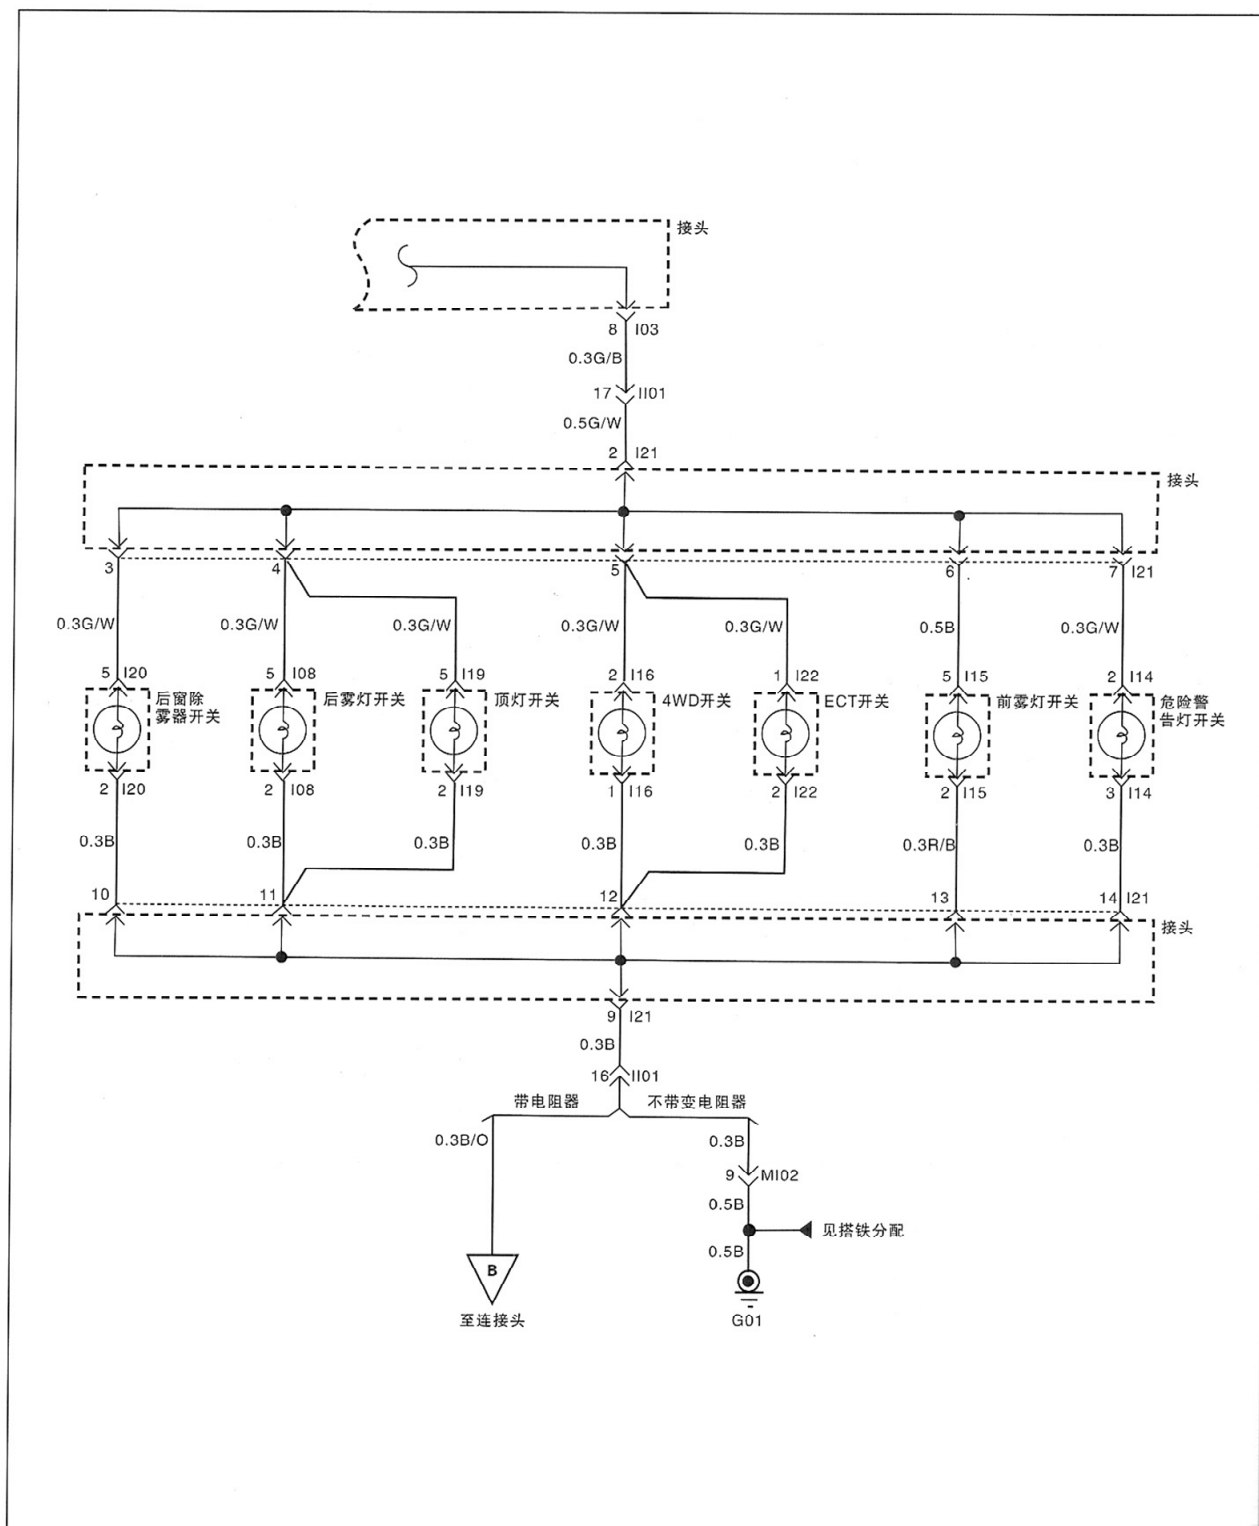 接头
8 I03
0.3G/B
17 II01
0.5G/W
2 I21
接头
3 4 5 6 7 I21
0.3G/W 0.3G/W 0.3G/W 0.3G/W 0.3G/W 0.5B 0.3G/W
5 I20 5 I08 5 I19 2 I16 1 I22 5 I15 2 I14
后窗除
雾器开关
后雾灯开关
顶灯开关
4WD开关
ECT开关
前雾灯开关
危险警
告灯开关
2 I20 2 I08 2 I19 1 I16 2 I22 2 I15 3 I14
0.3B 0.3B 0.3B 0.3B 0.3B 0.3R/B 0.3B
10 11 12 13 14 I21
接头
9 I21
0.3B
16 II01
带电阻器 不带变电阻器
0.3B/O 0.3B
9 MI02
0.5B
见搭铁分配
0.5B
B
至连接头 G01